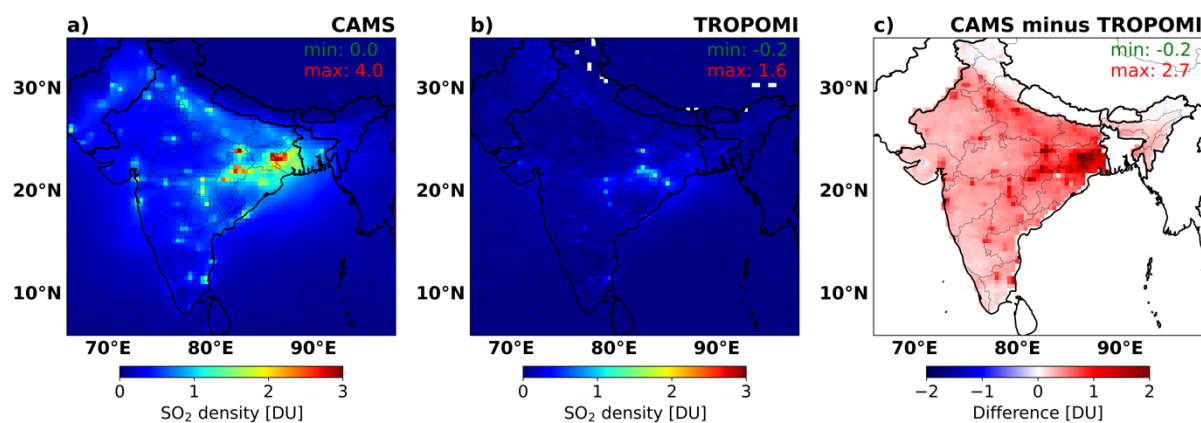 a) CAMS
min: 0.0
max: 4.0
30°N
20°N
10°N
70°E 80°E 90°E
0 1 2 3
SO₂ density [DU]
b) TROPOMI
min: -0.2
max: 1.6
30°N
20°N
10°N
70°E 80°E 90°E
0 1 2 3
SO₂ density [DU]
c) CAMS minus TROPOMI
min: -0.2
max: 2.7
30°N
20°N
10°N
70°E 80°E 90°E
−2 −1 0 1 2
Difference [DU]